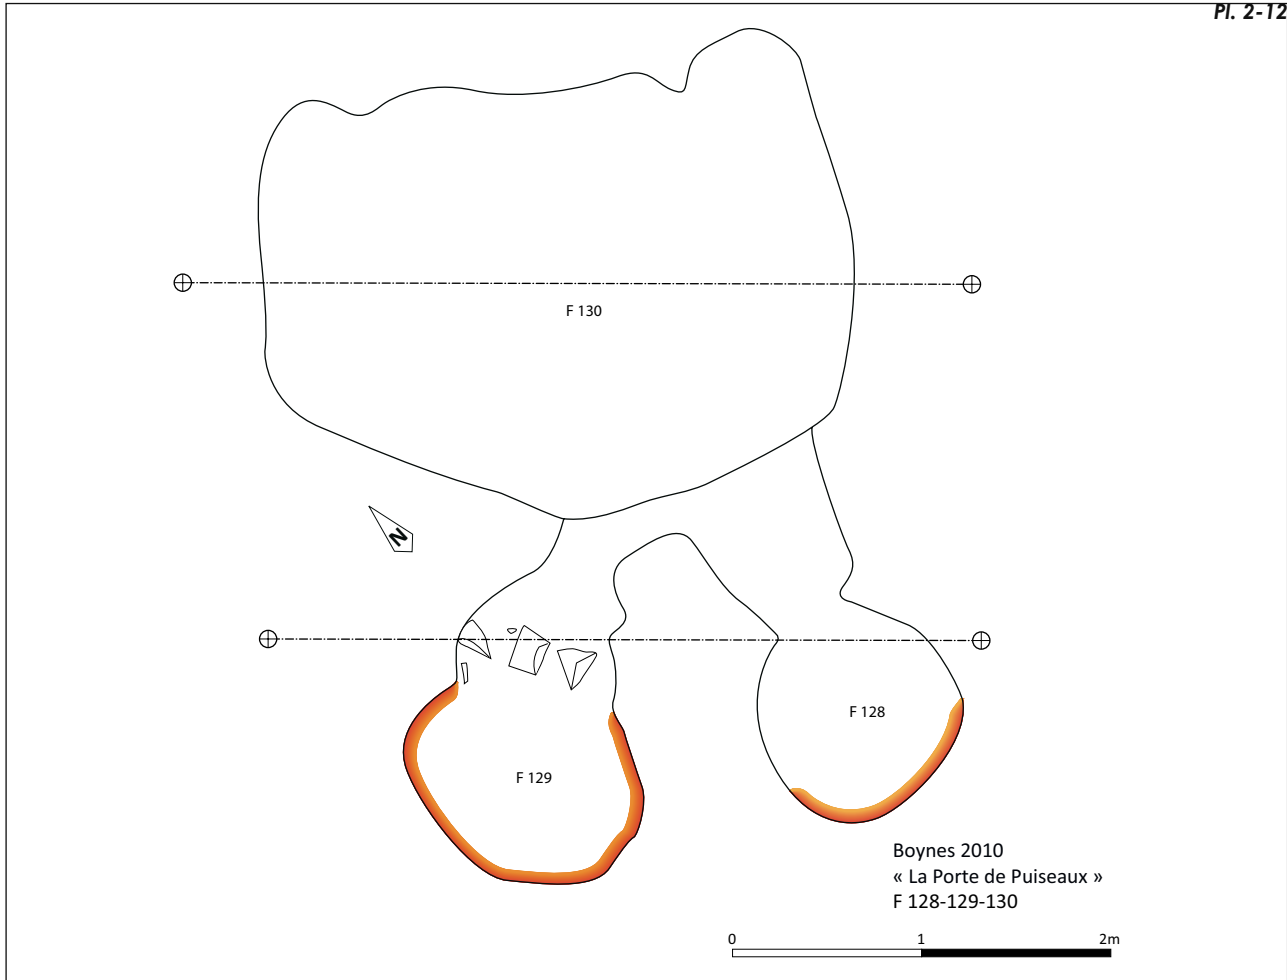 Pl. 2-12
F 130
N
F 128
F 129
Boynes 2010
« La Porte de Puiseaux »
F 128-129-130
0 1 2m